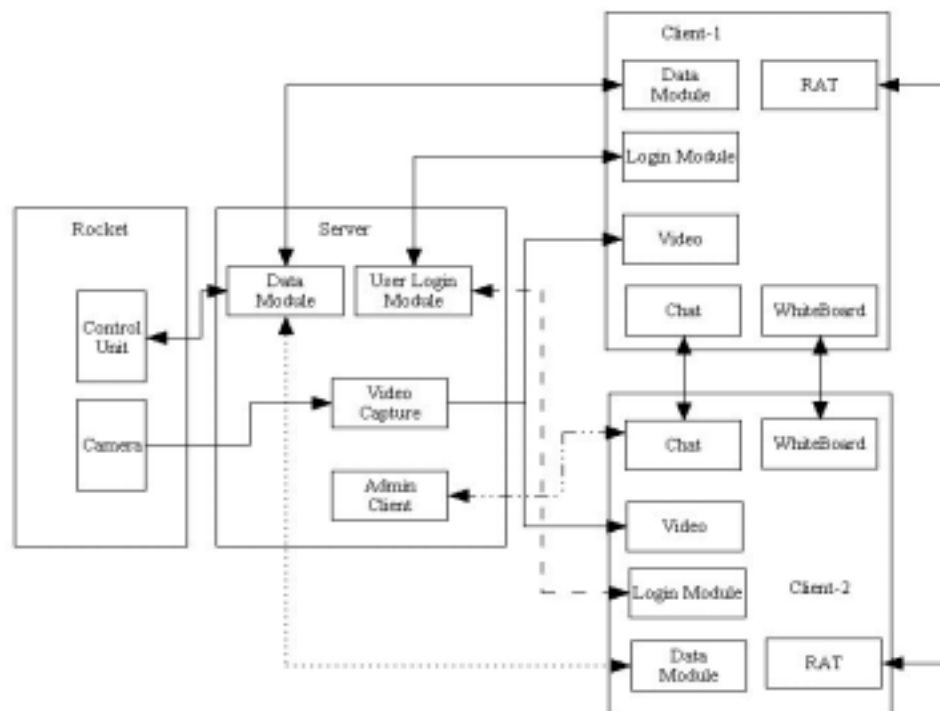 Client-1
Data
Module
RAT
Login Module
Video
Chat
WhiteBoard
Rocket
Control
Unit
Camera
Server
Data
Module
User Login
Module
Video
Capture
Admin
Client
Chat
WhiteBoard
Video
Login Module
Client-2
Data
Module
RAT